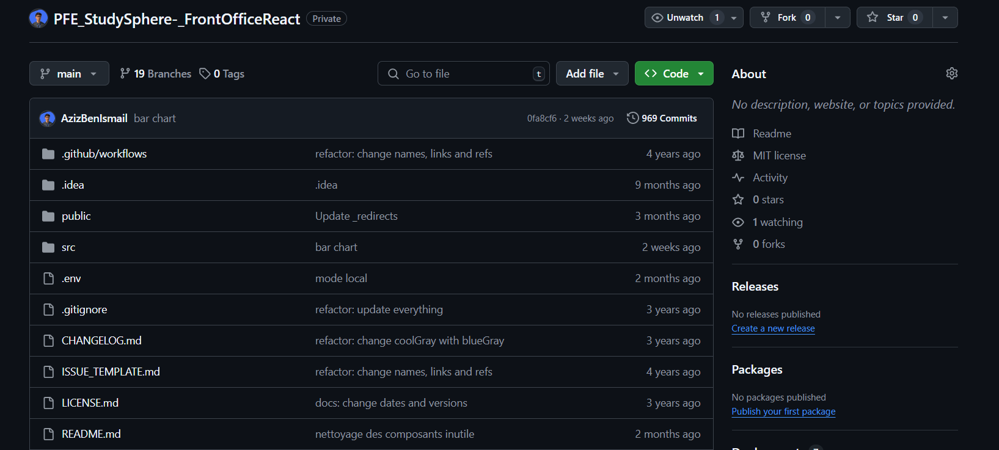 PFE_StudySphere-_FrontOfficeReact Private Unwatch 1 Fork 0 Star 0
main 19 Branches 0 Tags Go to file t Add file Code
AzizBenIsmail bar chart 0fa8cf6 · 2 weeks ago 969 Commits
.github/workflows refactor: change names, links and refs 4 years ago
.idea .idea 9 months ago
public Update _redirects 3 months ago
src bar chart 2 weeks ago
.env mode local 2 months ago
.gitignore refactor: update everything 3 years ago
CHANGELOG.md refactor: change coolGray with blueGray 3 years ago
ISSUE_TEMPLATE.md refactor: change names, links and refs 4 years ago
LICENSE.md docs: change dates and versions 3 years ago
README.md nettoyage des composants inutile 2 months ago
About
No description, website, or topics provided.
Readme
MIT license
Activity
0 stars
1 watching
0 forks
Releases
No releases published
Create a new release
Packages
No packages published
Publish your first package